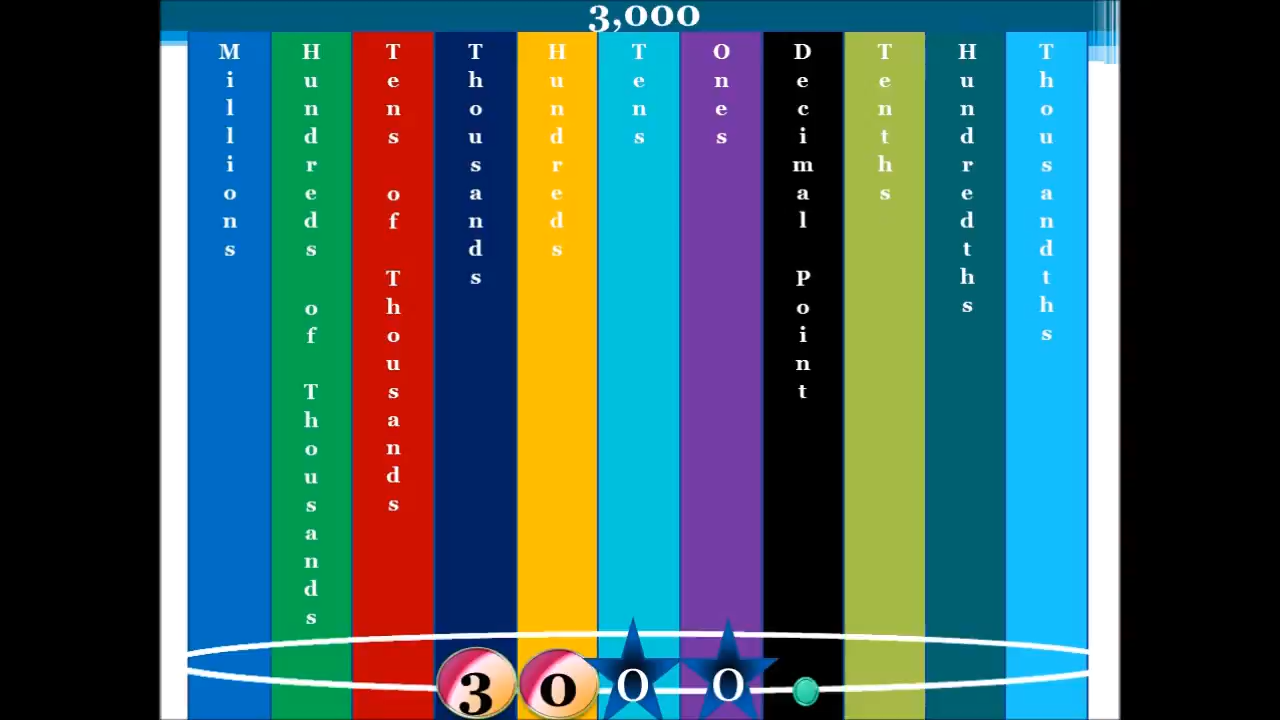 3,000
Millions
Hundreds of Thousands
Tens of Thousands
Thousands
Hundreds
Tens
Ones
Decimal Point
Tenths
Hundredths
Thousandths
3 0 0 0